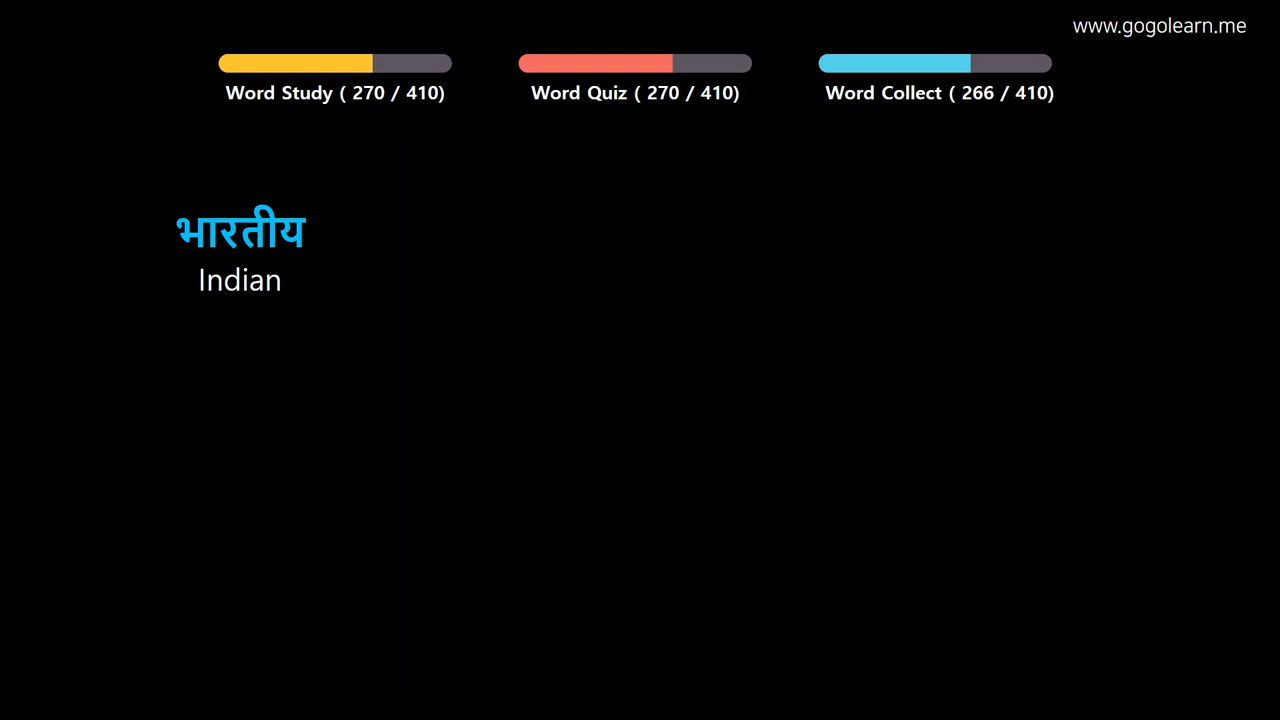 www.gogolearn.me
Word Study ( 270 / 410)
Word Quiz ( 270 / 410)
Word Collect ( 266 / 410)
भारतीय
Indian